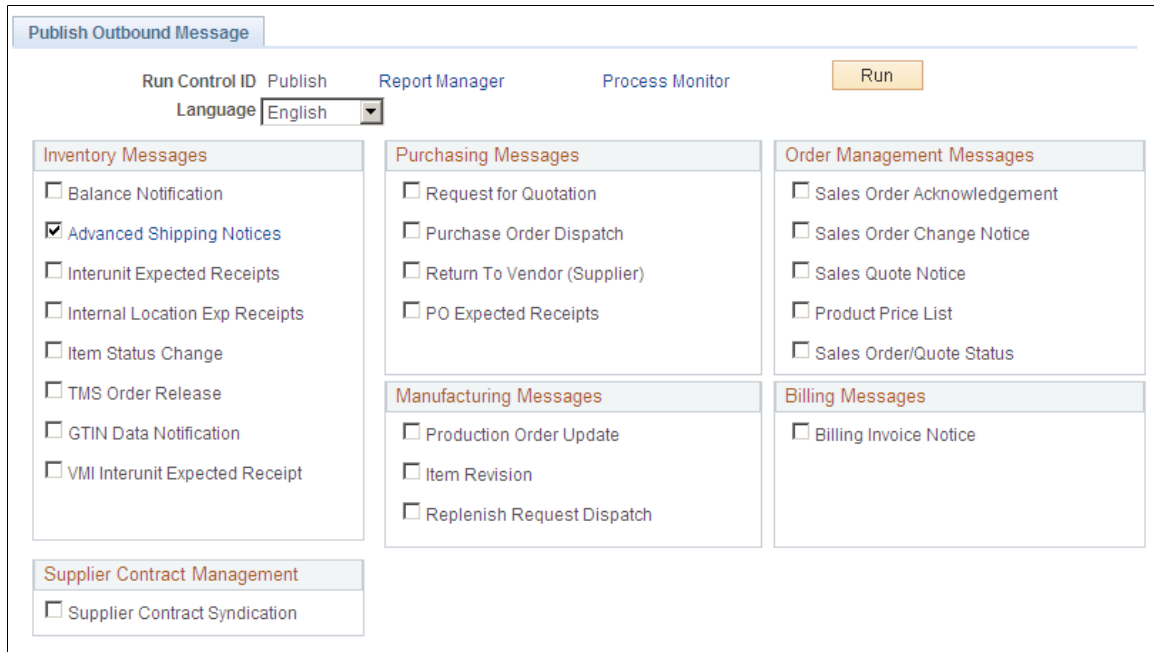 Publish Outbound Message
Run Control ID Publish Report Manager Process Monitor Run
Language English
Inventory Messages
Balance Notification
Advanced Shipping Notices
Interunit Expected Receipts
Internal Location Exp Receipts
Item Status Change
TMS Order Release
GTIN Data Notification
VMI Interunit Expected Receipt
Purchasing Messages
Request for Quotation
Purchase Order Dispatch
Return To Vendor (Supplier)
PO Expected Receipts
Order Management Messages
Sales Order Acknowledgement
Sales Order Change Notice
Sales Quote Notice
Product Price List
Sales Order/Quote Status
Manufacturing Messages
Production Order Update
Item Revision
Replenish Request Dispatch
Billing Messages
Billing Invoice Notice
Supplier Contract Management
Supplier Contract Syndication